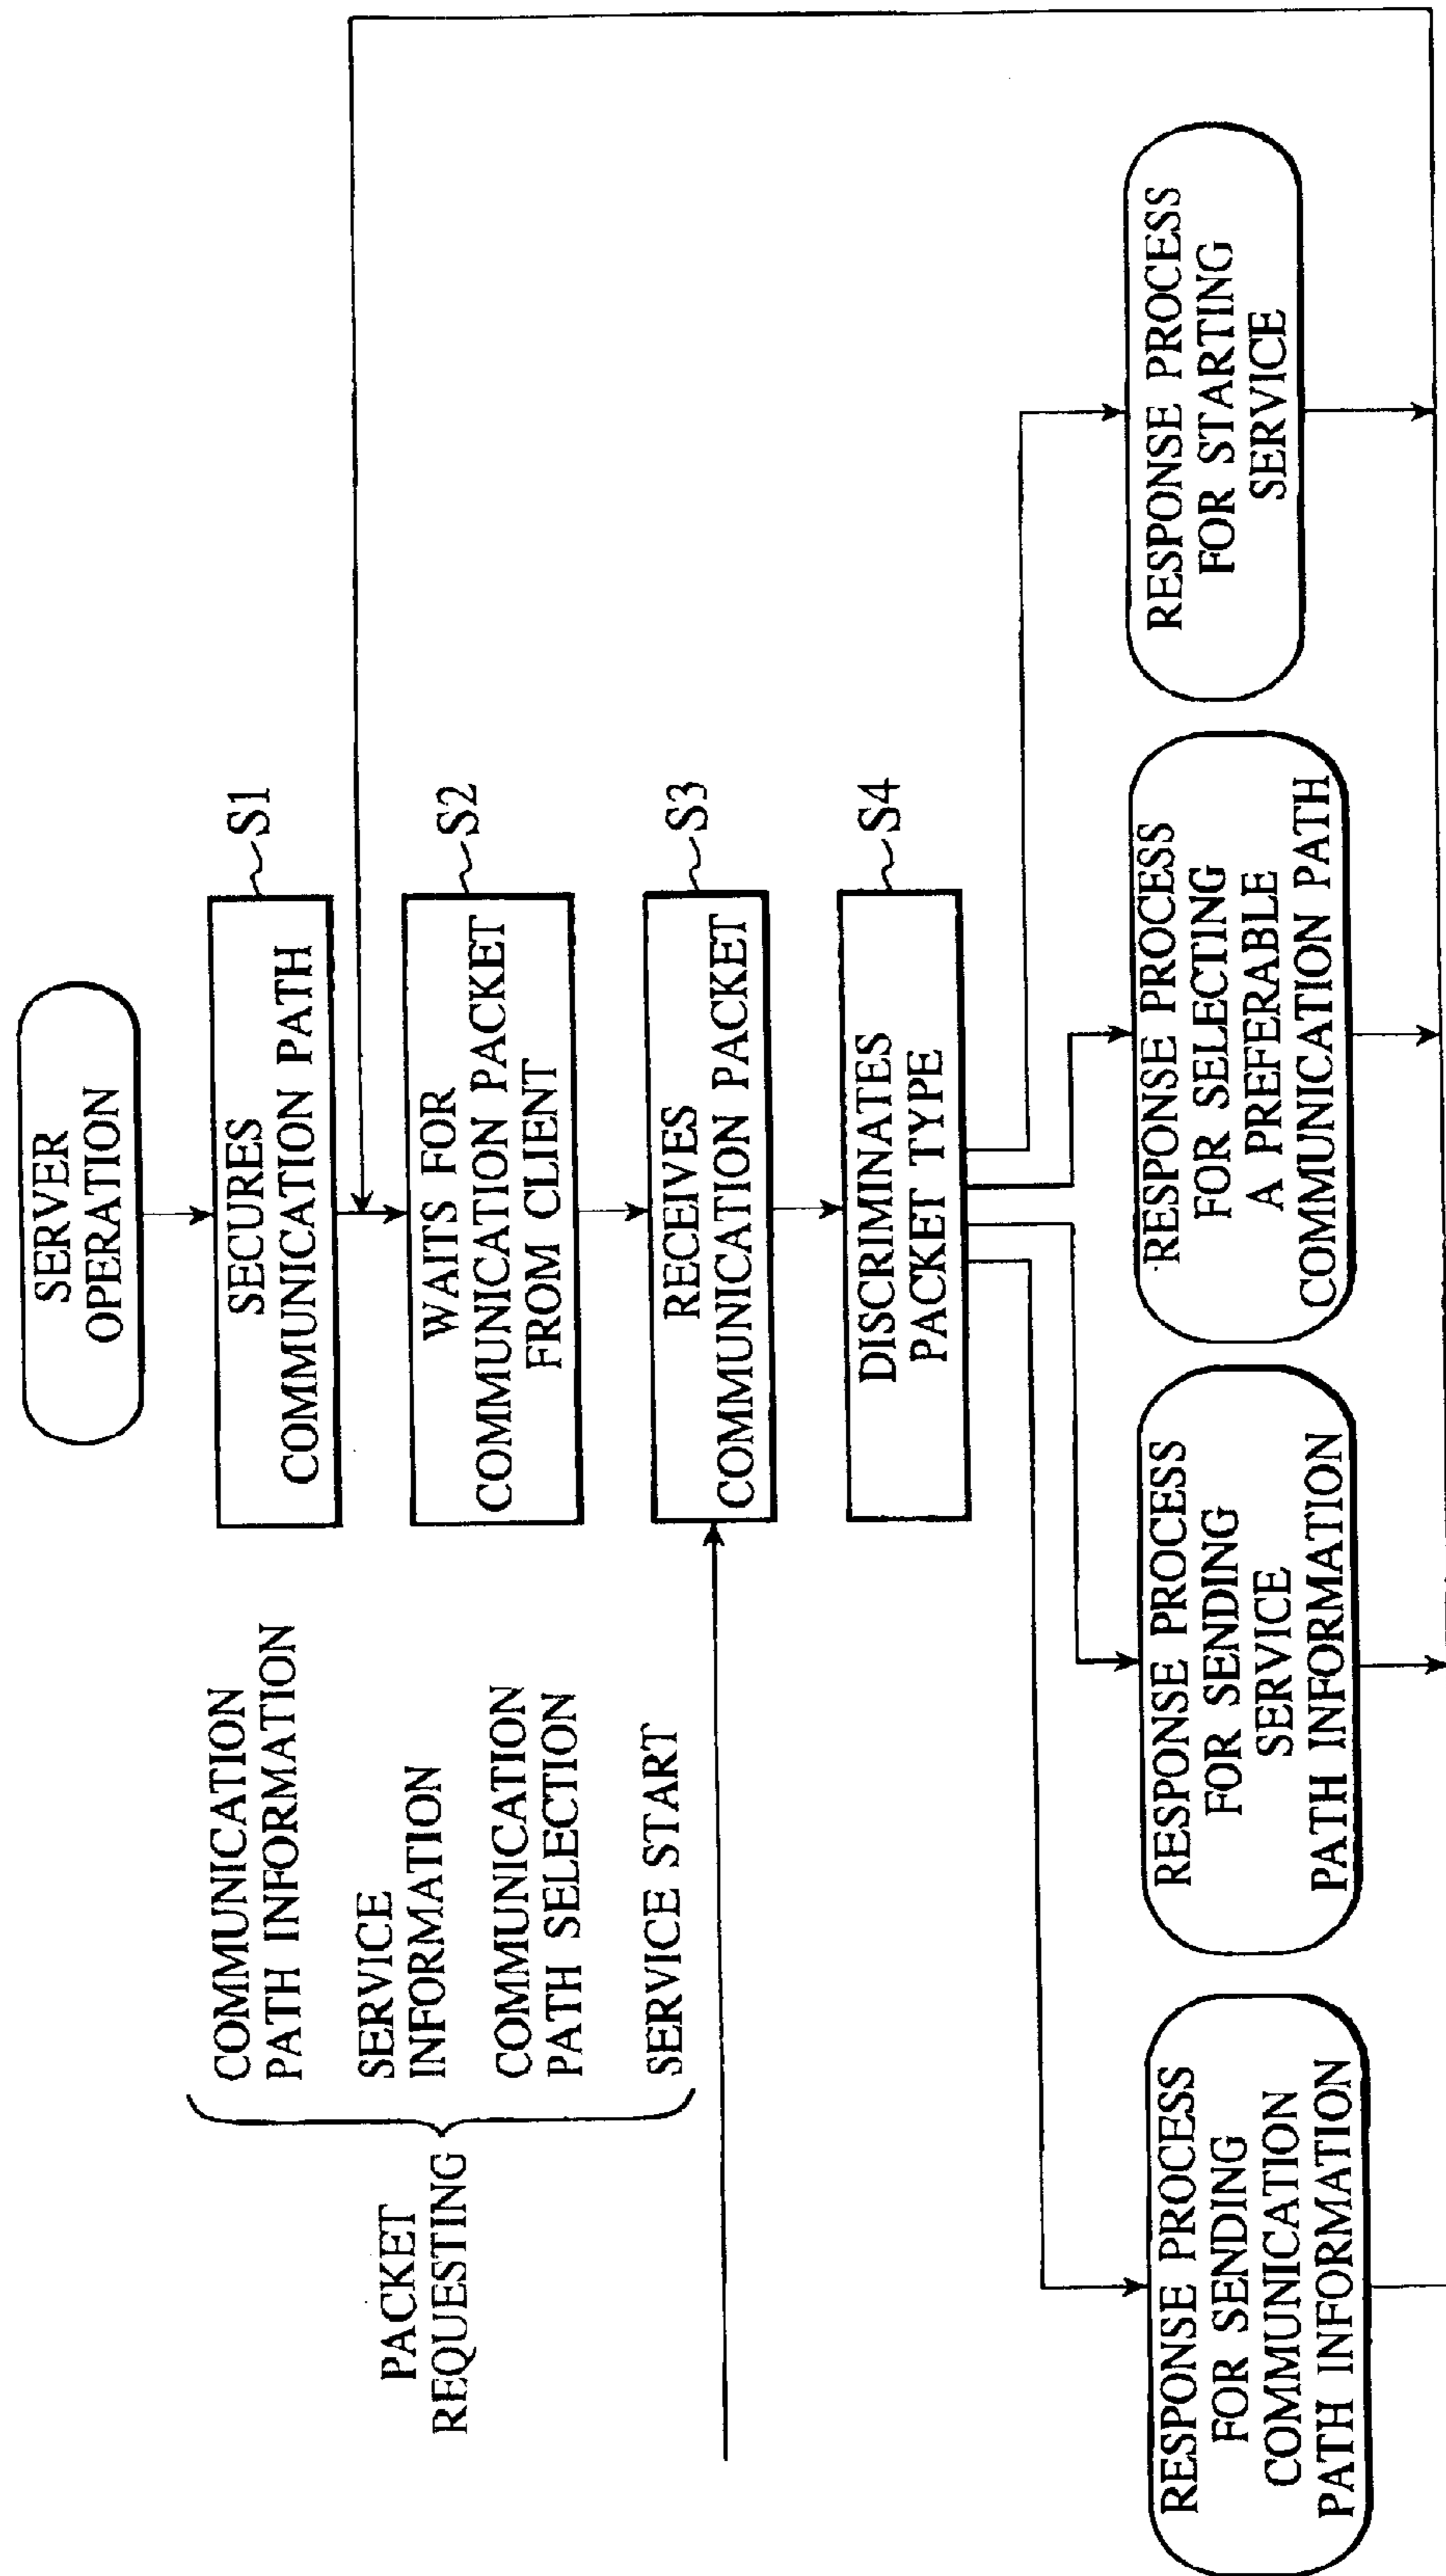 SERVER
OPERATION
SECURES
COMMUNICATION PATH
S1
WAITS FOR
COMMUNICATION PACKET
FROM CLIENT
S2
PACKET
REQUESTING
COMMUNICATION
PATH INFORMATION
SERVICE
INFORMATION
COMMUNICATION
PATH SELECTION
SERVICE START
RECEIVES
COMMUNICATION PACKET
S3
DISCRIMINATES
PACKET TYPE
S4
RESPONSE PROCESS
FOR SENDING
COMMUNICATION
PATH INFORMATION
RESPONSE PROCESS
FOR SENDING
SERVICE
PATH INFORMATION
RESPONSE PROCESS
FOR SELECTING
A PREFERABLE
COMMUNICATION PATH
RESPONSE PROCESS
FOR STARTING
SERVICE